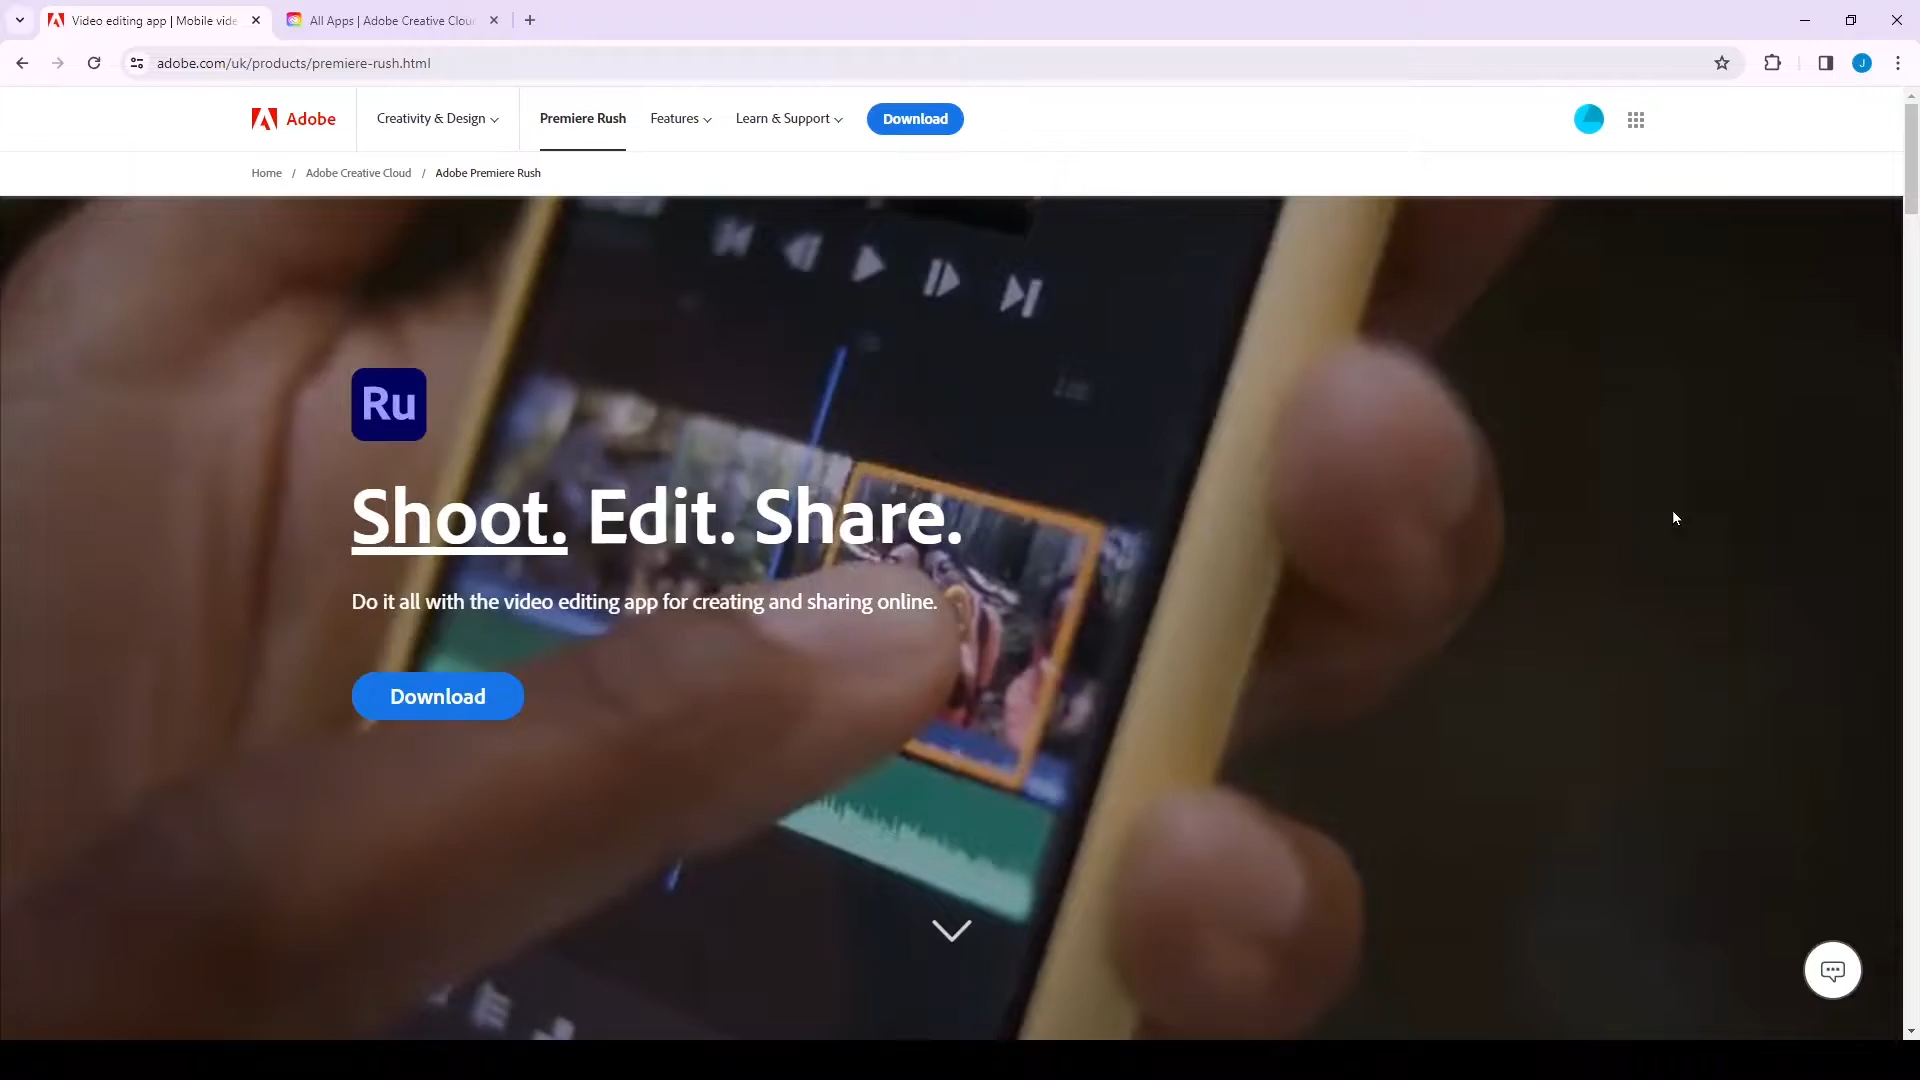 Video editing app | Mobile vide
All Apps | Adobe Creative Clou
adobe.com/uk/products/premiere-rush.html
J
Adobe
Creativity & Design
Premiere Rush
Features
Learn & Support
Download
Home / Adobe Creative Cloud / Adobe Premiere Rush
Ru
Shoot. Edit. Share.
Do it all with the video editing app for creating and sharing online.
Download